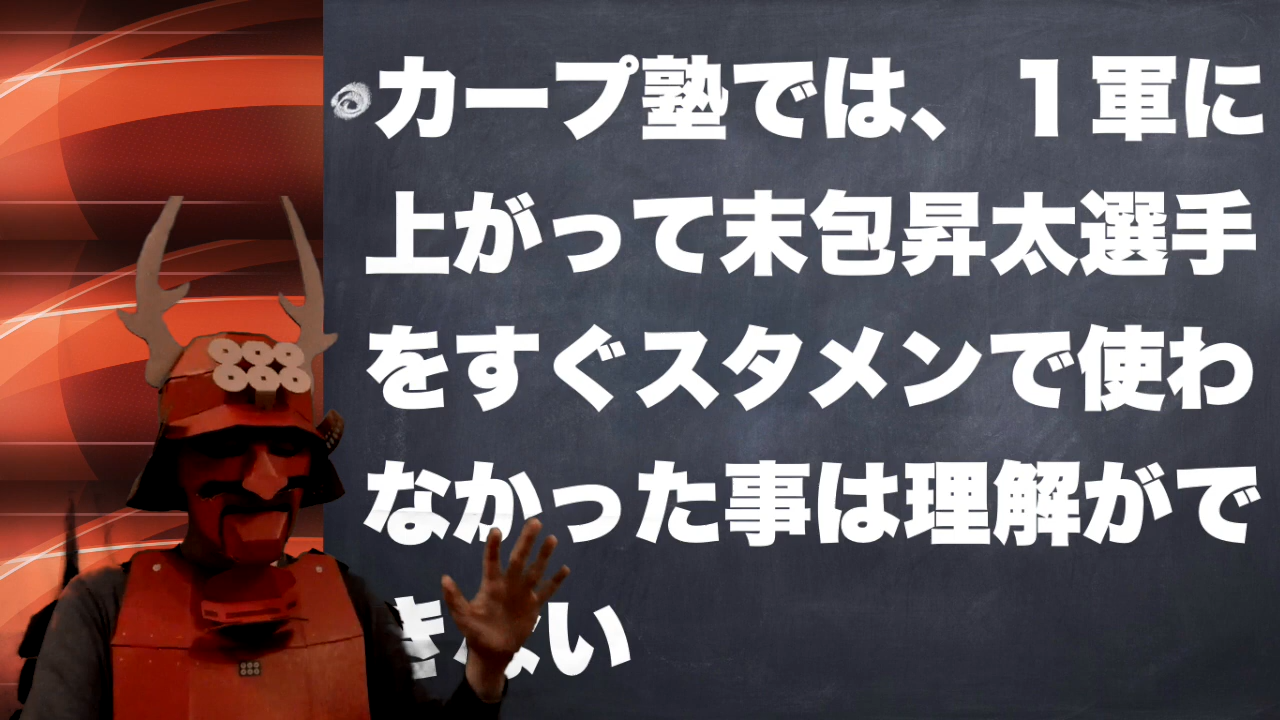 カープ塾では、１軍に
上がって末包昇太選手
をすぐスタメンで使わ
なかった事は理解がで
きない